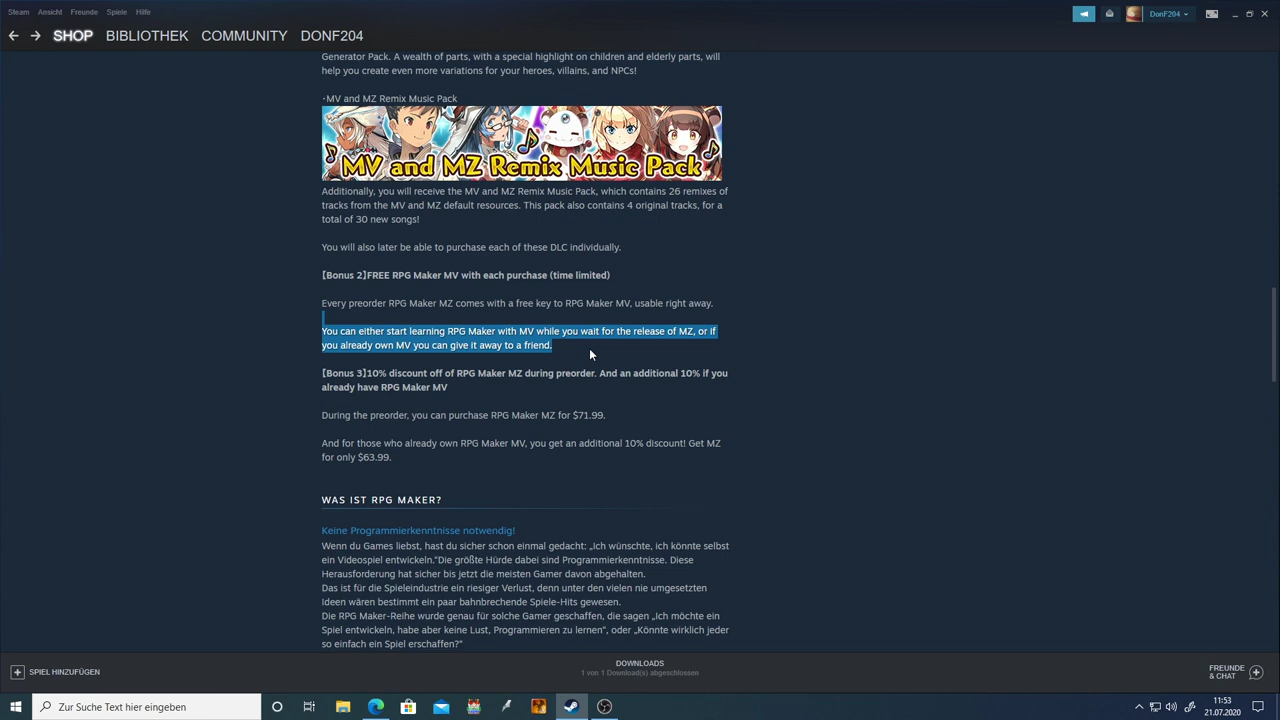 Steam Ansicht Freunde Spiele Hilfe
DonF204
SHOP BIBLIOTHEK COMMUNITY DONF204
Generator Pack. A wealth of parts, with a special highlight on children and elderly parts, will
help you create even more variations for your heroes, villains, and NPCs!
·MV and MZ Remix Music Pack
MV and MZ Remix Music Pack
Additionally, you will receive the MV and MZ Remix Music Pack, which contains 26 remixes of
tracks from the MV and MZ default resources. This pack also contains 4 original tracks, for a
total of 30 new songs!
You will also later be able to purchase each of these DLC individually.
【Bonus 2】FREE RPG Maker MV with each purchase (time limited)
Every preorder RPG Maker MZ comes with a free key to RPG Maker MV, usable right away.
You can either start learning RPG Maker with MV while you wait for the release of MZ, or if
you already own MV you can give it away to a friend.
【Bonus 3】10% discount off of RPG Maker MZ during preorder. And an additional 10% if you
already have RPG Maker MV
During the preorder, you can purchase RPG Maker MZ for $71.99.
And for those who already own RPG Maker MV, you get an additional 10% discount! Get MZ
for only $63.99.
WAS IST RPG MAKER?
Keine Programmierkenntnisse notwendig!
Wenn du Games liebst, hast du sicher schon einmal gedacht: „Ich wünschte, ich könnte selbst
ein Videospiel entwickeln.“Die größte Hürde dabei sind Programmierkenntnisse. Diese
Herausforderung hat sicher bis jetzt die meisten Gamer davon abgehalten.
Das ist für die Spieleindustrie ein riesiger Verlust, denn unter den vielen nie umgesetzten
Ideen wären bestimmt ein paar bahnbrechende Spiele-Hits gewesen.
Die RPG Maker-Reihe wurde genau für solche Gamer geschaffen, die sagen „Ich möchte ein
Spiel entwickeln, habe aber keine Lust, Programmieren zu lernen“, oder „Könnte wirklich jeder
so einfach ein Spiel erschaffen?“
SPIEL HINZUFÜGEN
DOWNLOADS
1 von 1 Download(s) abgeschlossen
FREUNDE
& CHAT
Zur Suche Text hier eingeben
11:53
21.07.2020